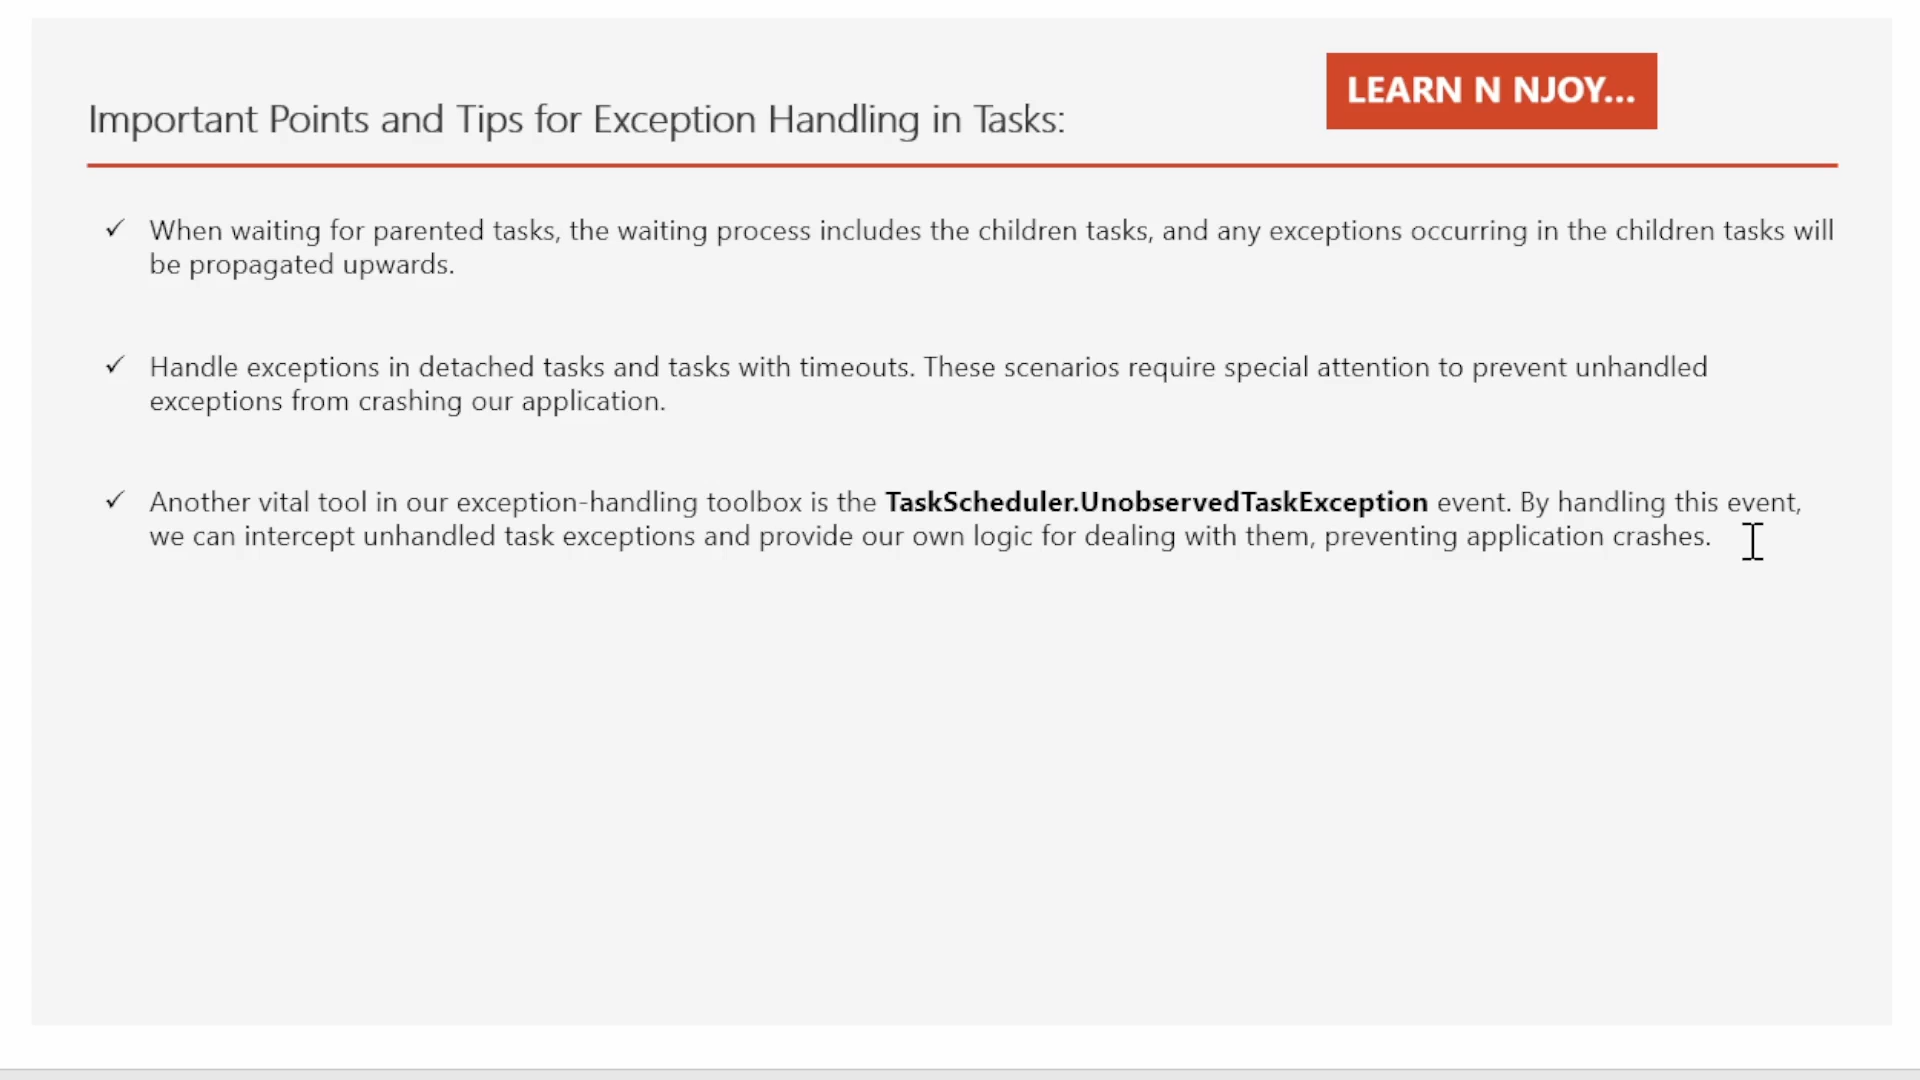 LEARN N NJOY...
Important Points and Tips for Exception Handling in Tasks:
✓ When waiting for parented tasks, the waiting process includes the children tasks, and any exceptions occurring in the children tasks will
be propagated upwards.
✓ Handle exceptions in detached tasks and tasks with timeouts. These scenarios require special attention to prevent unhandled
exceptions from crashing our application.
✓ Another vital tool in our exception-handling toolbox is the TaskScheduler.UnobservedTaskException event. By handling this event,
we can intercept unhandled task exceptions and provide our own logic for dealing with them, preventing application crashes.